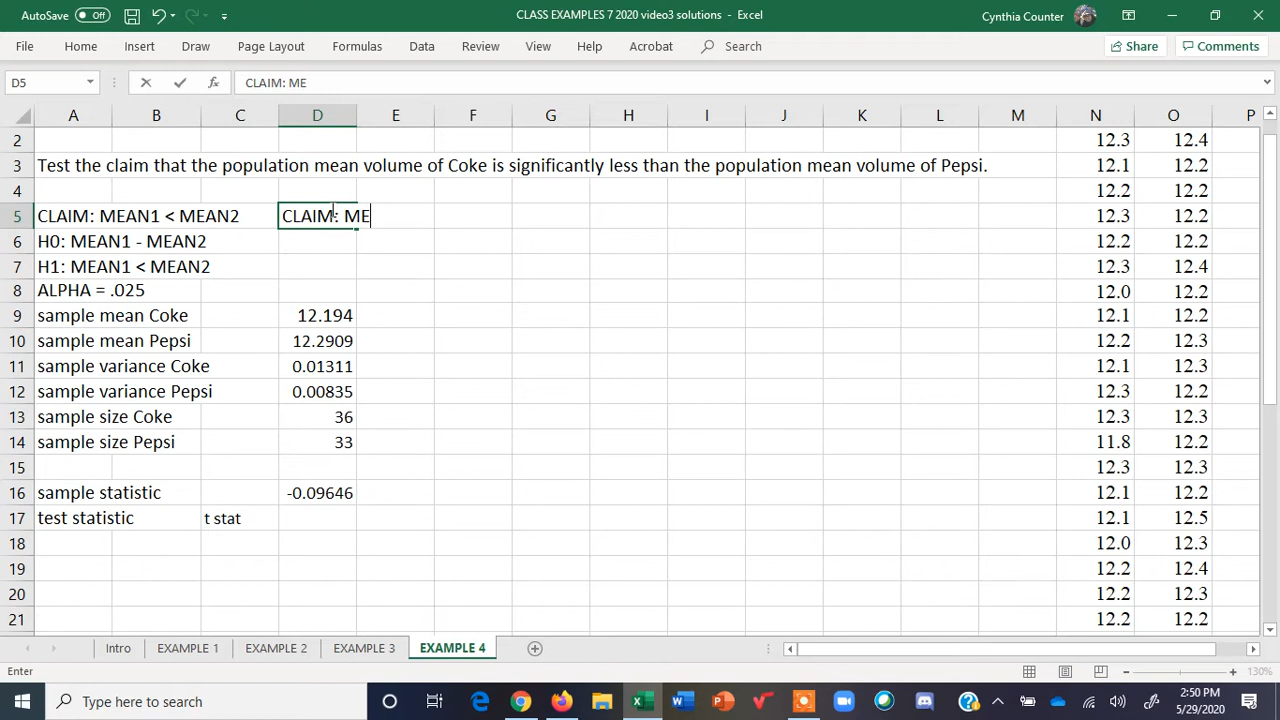 AutoSave Off CLASS EXAMPLES 7 2020 video3 solutions - Excel Cynthia Counter
File Home Insert Draw Page Layout Formulas Data Review View Help Acrobat Search Share Comments
D5 fx CLAIM: ME
A B C D E F G H I J K L M N O P
2 12.3 12.4
3 Test the claim that the population mean volume of Coke is significantly less than the population mean volume of Pepsi. 12.1 12.2
4 12.2 12.2
5 CLAIM: MEAN1 < MEAN2 CLAIM: ME 12.3 12.2
6 H0: MEAN1 - MEAN2 12.2 12.2
7 H1: MEAN1 < MEAN2 12.3 12.4
8 ALPHA = .025 12.0 12.2
9 sample mean Coke 12.194 12.1 12.2
10 sample mean Pepsi 12.2909 12.2 12.3
11 sample variance Coke 0.01311 12.1 12.3
12 sample variance Pepsi 0.00835 12.3 12.2
13 sample size Coke 36 12.3 12.3
14 sample size Pepsi 33 11.8 12.2
15 12.3 12.3
16 sample statistic -0.09646 12.1 12.2
17 test statistic t stat 12.1 12.5
18 12.0 12.3
19 12.2 12.4
20 12.2 12.3
21 12.2 12.2
Intro EXAMPLE 1 EXAMPLE 2 EXAMPLE 3 EXAMPLE 4
Enter 130%
Type here to search 2:50 PM
5/29/2020